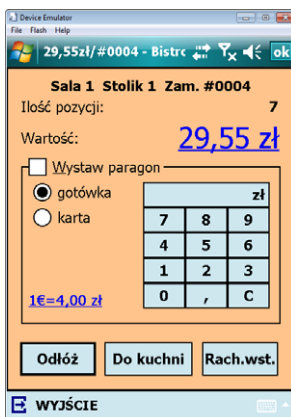 Device Emulator
File Flash Help
29,55zł/#0004 - Bistrc ok
Sala 1 Stolik 1 Zam. #0004
Ilość pozycji: 7
Wartość: 29,55 zł
Wystaw paragon
gotówka
karta
zł
7 8 9
4 5 6
1 2 3
0 , C
1€=4,00 zł
Odłóż Do kuchni Rach.wst.
WYJŚCIE